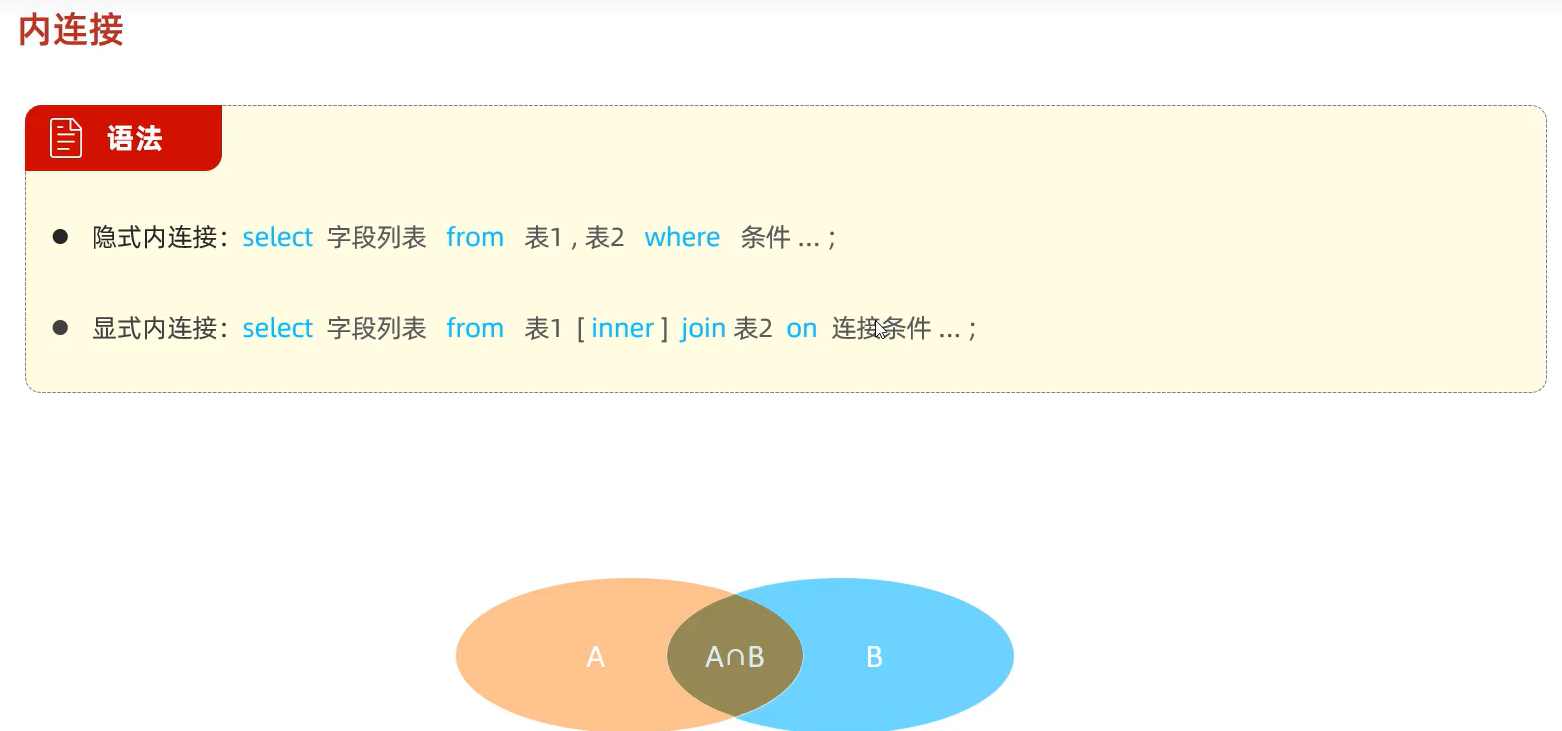 内连接
语法
● 隐式内连接：select 字段列表 from 表1 , 表2 where 条件 ... ;
● 显式内连接：select 字段列表 from 表1 [ inner ] join 表2 on 连接条件 ... ;
A A∩B B